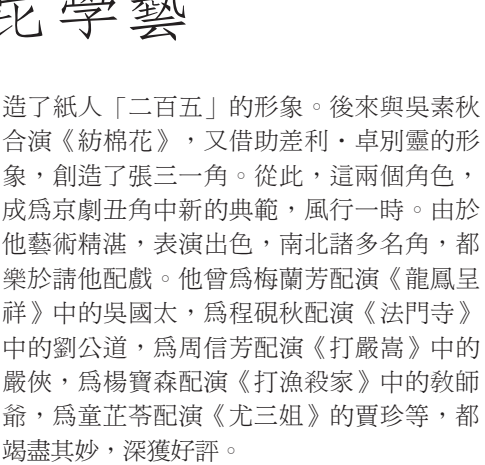 學藝
造了紙人「二百五」的形象。後來與吳素秋
合演《紡棉花》，又借助差利・卓別靈的形
象，創造了張三一角。從此，這兩個角色，
成爲京劇丑角中新的典範，風行一時。由於
他藝術精湛，表演出色，南北諸多名角，都
樂於請他配戲。他曾爲梅蘭芳配演《龍鳳呈
祥》中的吳國太，爲程硯秋配演《法門寺》
中的劉公道，爲周信芳配演《打嚴嵩》中的
嚴俠，爲楊寶森配演《打漁殺家》中的教師
爺，爲童芷苓配演《尤三姐》的賈珍等，都
竭盡其妙，深獲好評。